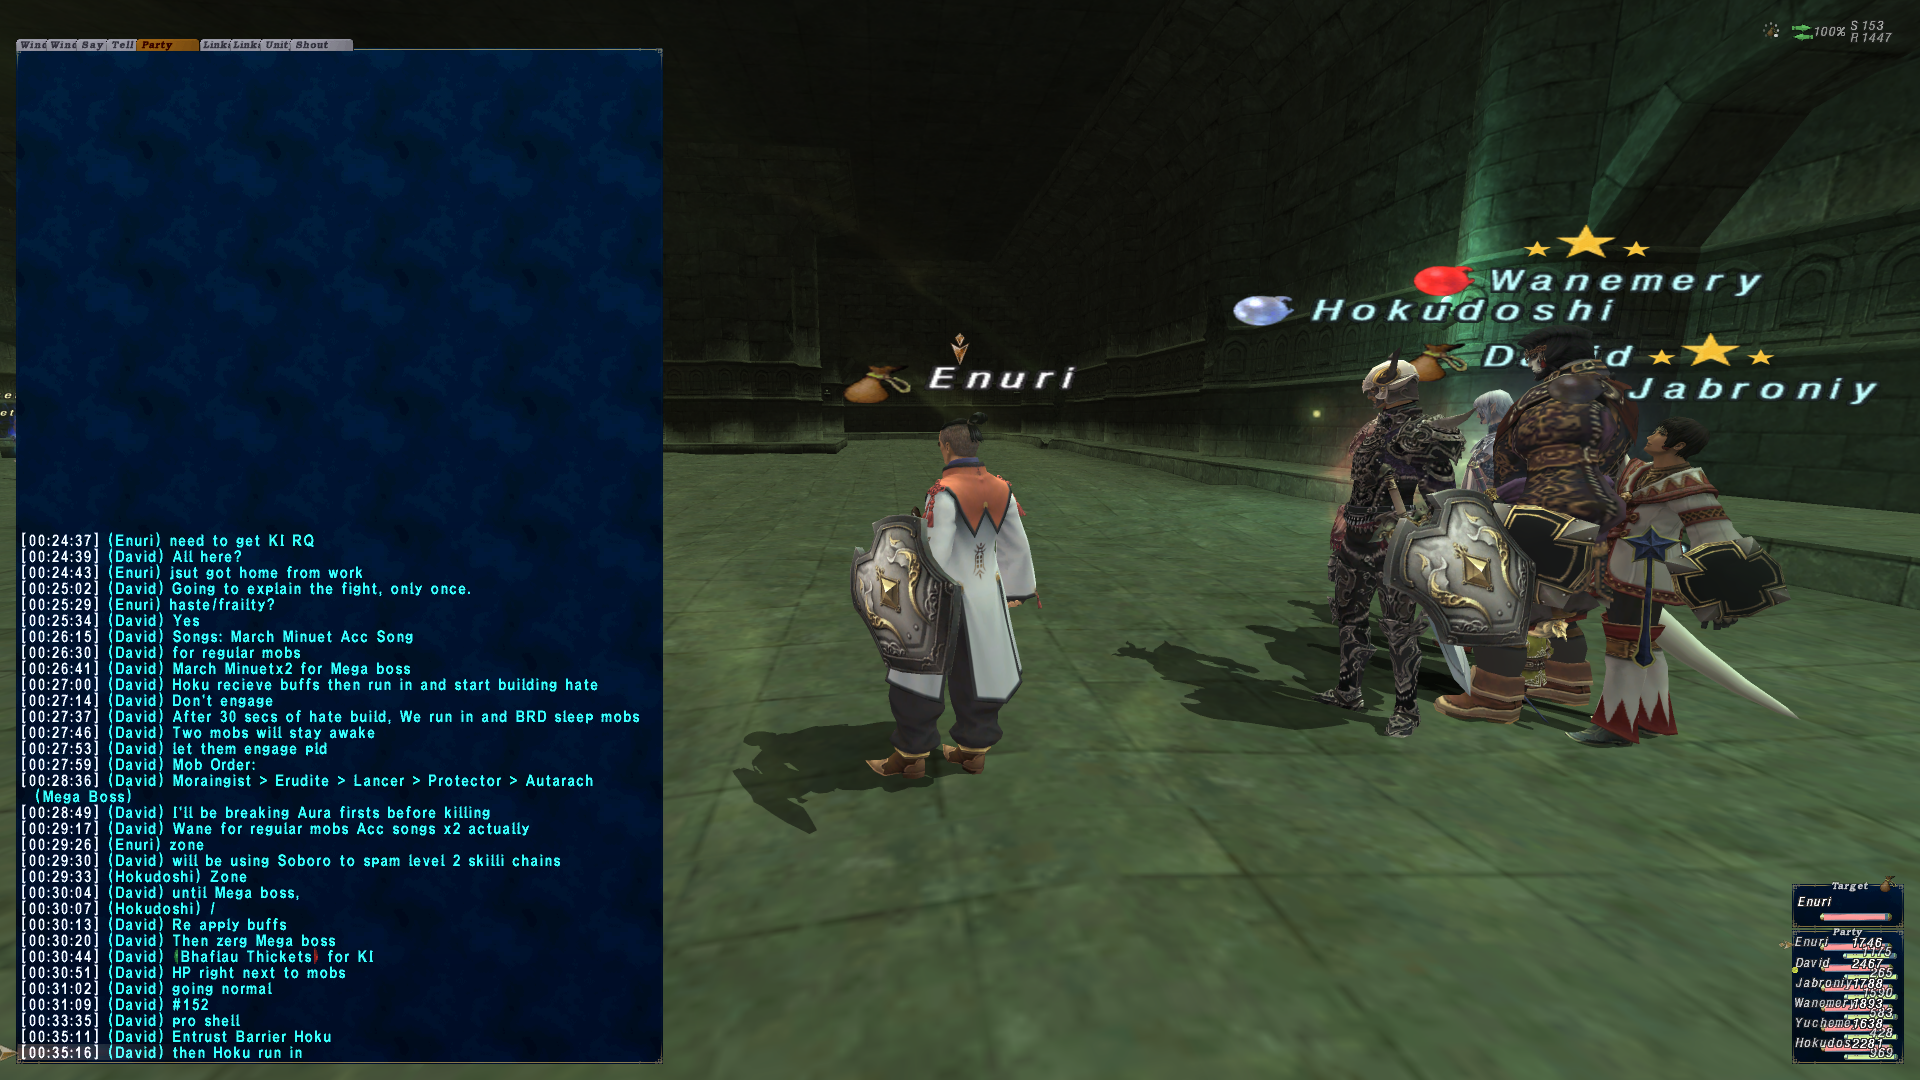 Wind Wind Say Tell Party Link Link Unit Shout
100% S 153
R 1447
Wanemery
Hokudoshi
Jabroniy
Enuri
[00:24:37] (Enuri) need to get KI RQ
[00:24:39] (David) All here?
[00:24:43] (Enuri) jsut got home from work
[00:25:02] (David) Going to explain the fight, only once.
[00:25:29] (Enuri) haste/frailty?
[00:25:34] (David) Yes
[00:26:15] (David) Songs: March Minuet Acc Song
[00:26:30] (David) for regular mobs
[00:26:41] (David) March Minuetx2 for Mega boss
[00:27:00] (David) Hoku recieve buffs then run in and start building hate
[00:27:14] (David) Don't engage
[00:27:37] (David) After 30 secs of hate build, We run in and BRD sleep mobs
[00:27:46] (David) Two mobs will stay awake
[00:27:53] (David) let them engage pld
[00:27:59] (David) Mob Order:
[00:28:36] (David) Moraingist > Erudite > Lancer > Protector > Autarach
(Mega Boss)
[00:28:49] (David) I'll be breaking Aura firsts before killing
[00:29:17] (David) Wane for regular mobs Acc songs x2 actually
[00:29:26] (Enuri) zone
[00:29:30] (David) will be using Soboro to spam level 2 skilli chains
[00:29:33] (Hokudoshi) Zone
[00:30:04] (David) until Mega boss,
[00:30:07] (Hokudoshi) /
[00:30:13] (David) Re apply buffs
[00:30:20] (David) Then zerg Mega boss
[00:30:44] (David) (Bhaflau Thickets) for KI
[00:30:51] (David) HP right next to mobs
[00:31:02] (David) going normal
[00:31:09] (David) #152
[00:33:35] (David) pro shell
[00:35:11] (David) Entrust Barrier Hoku
[00:35:16] (David) then Hoku run in
Target
Enuri
Party
Enuri 1746
1175
David 2467
265
Jabroniy 1788
1590
Wanemery 1893
583
Yucheme 1638
428
Hokudos 2281
969